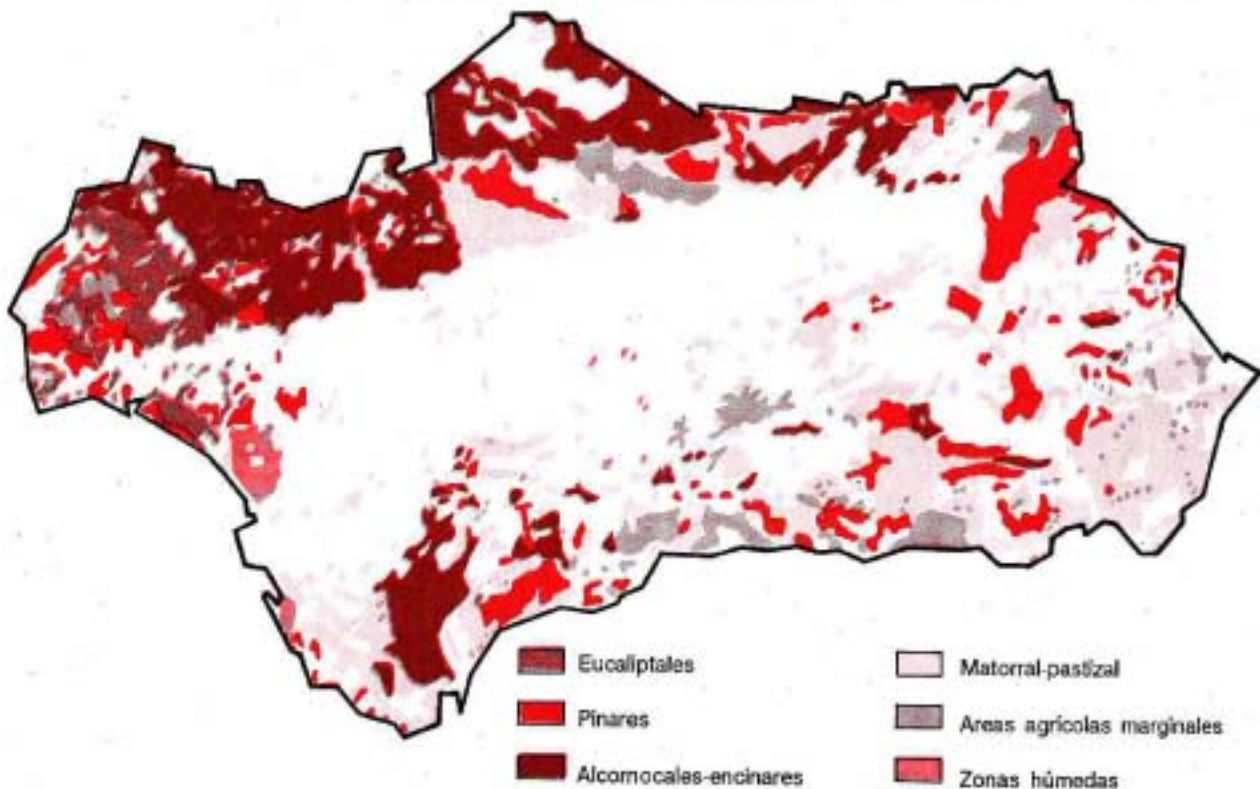 Eucaliptales
Pinares
Alcornocales-encinares
Matorral-pastizal
Areas agrícolas marginales
Zonas húmedas